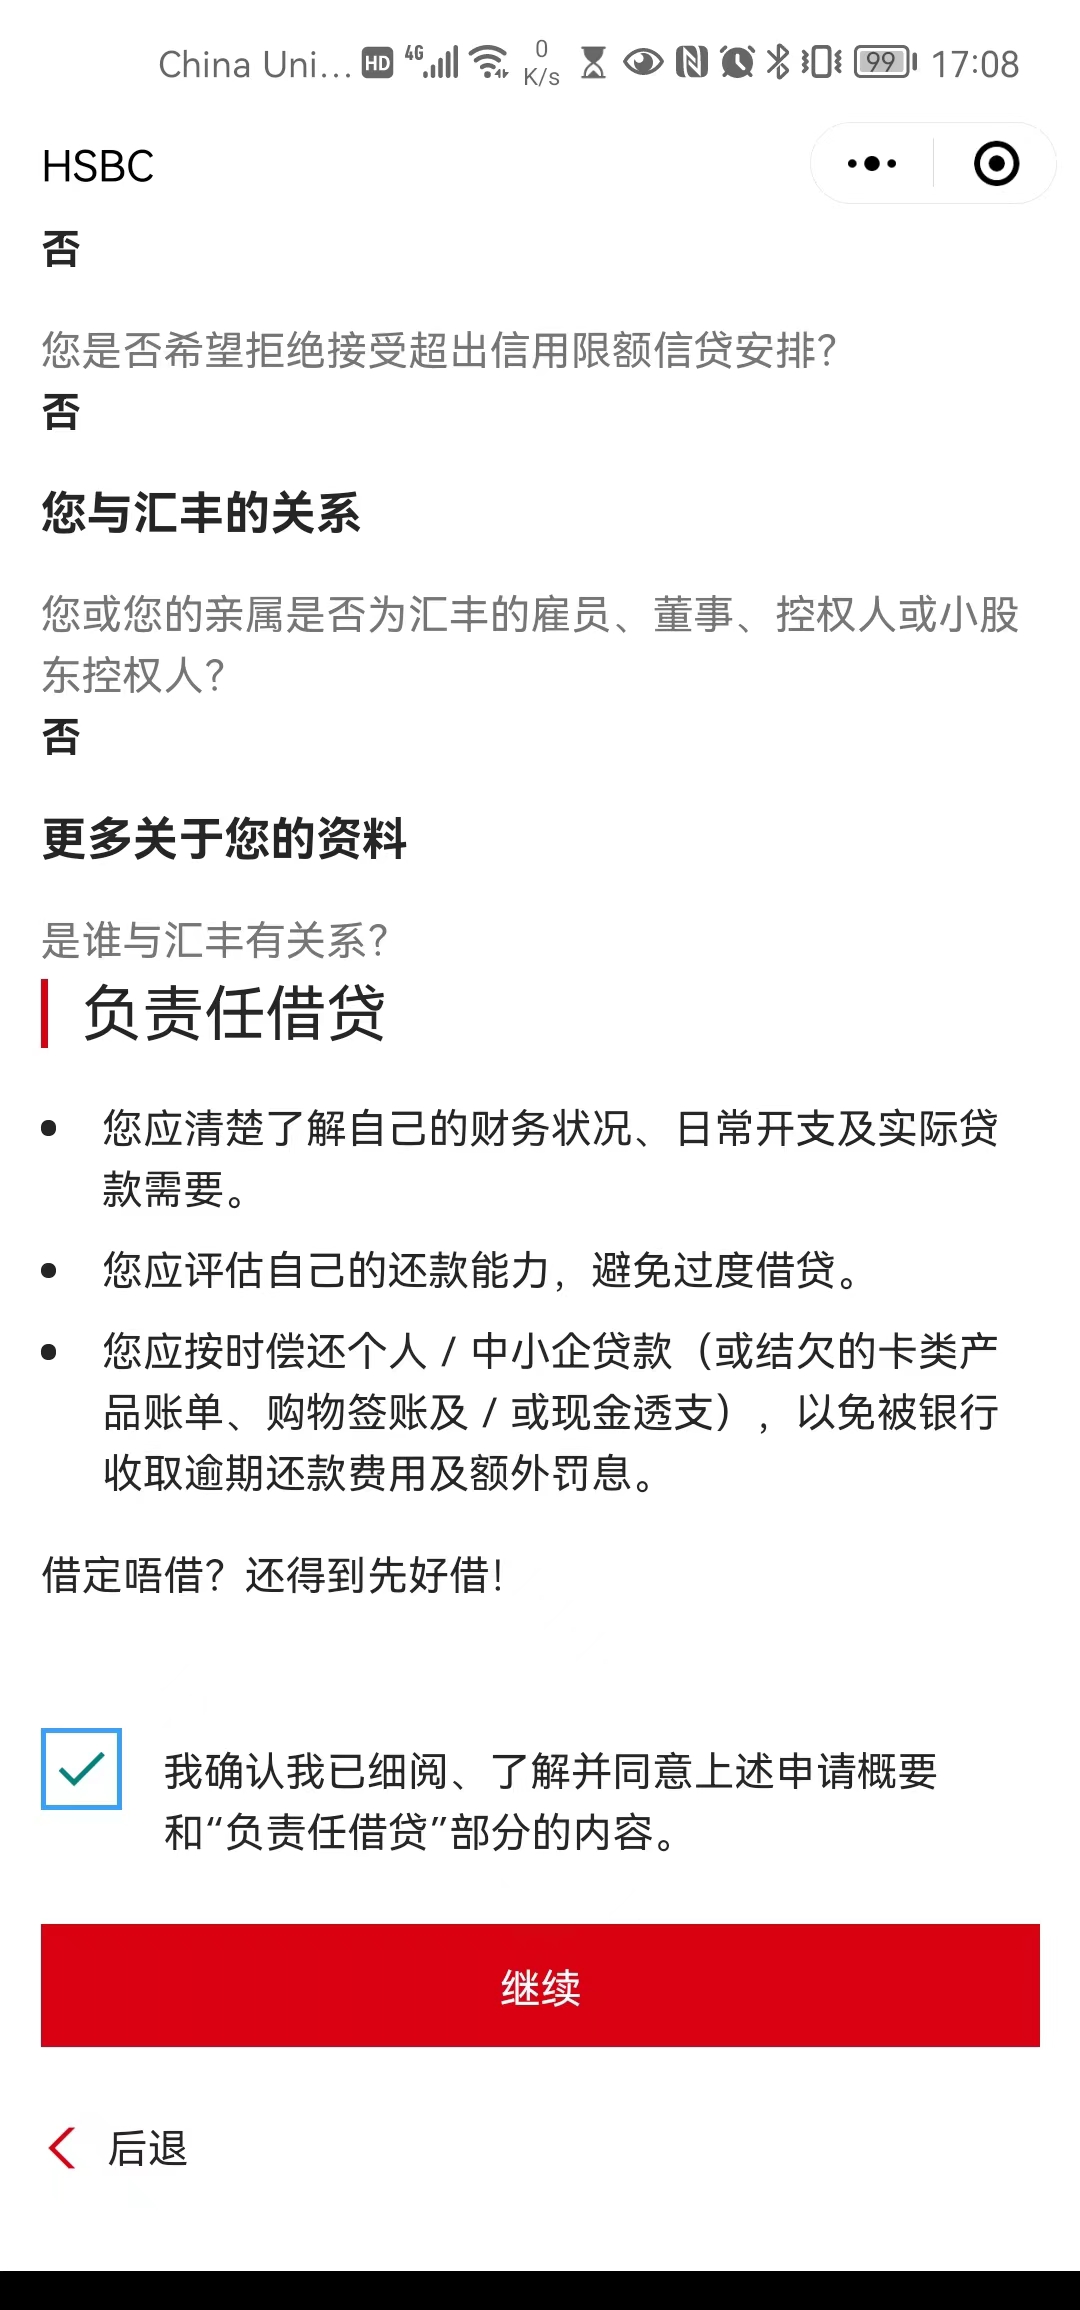 China Uni... HD 4G 0 K/s 99 17:08
HSBC
否
您是否希望拒绝接受超出信用限额信贷安排？
否
您与汇丰的关系
您或您的亲属是否为汇丰的雇员、董事、控权人或小股
东控权人？
否
更多关于您的资料
是谁与汇丰有关系？
负责任借贷
• 您应清楚了解自己的财务状况、日常开支及实际贷
款需要。
• 您应评估自己的还款能力，避免过度借贷。
• 您应按时偿还个人 / 中小企贷款（或结欠的卡类产
品账单、购物签账及 / 或现金透支），以免被银行
收取逾期还款费用及额外罚息。
借定唔借？还得到先好借！
我确认我已细阅、了解并同意上述申请概要
和“负责任借贷”部分的内容。
继续
后退